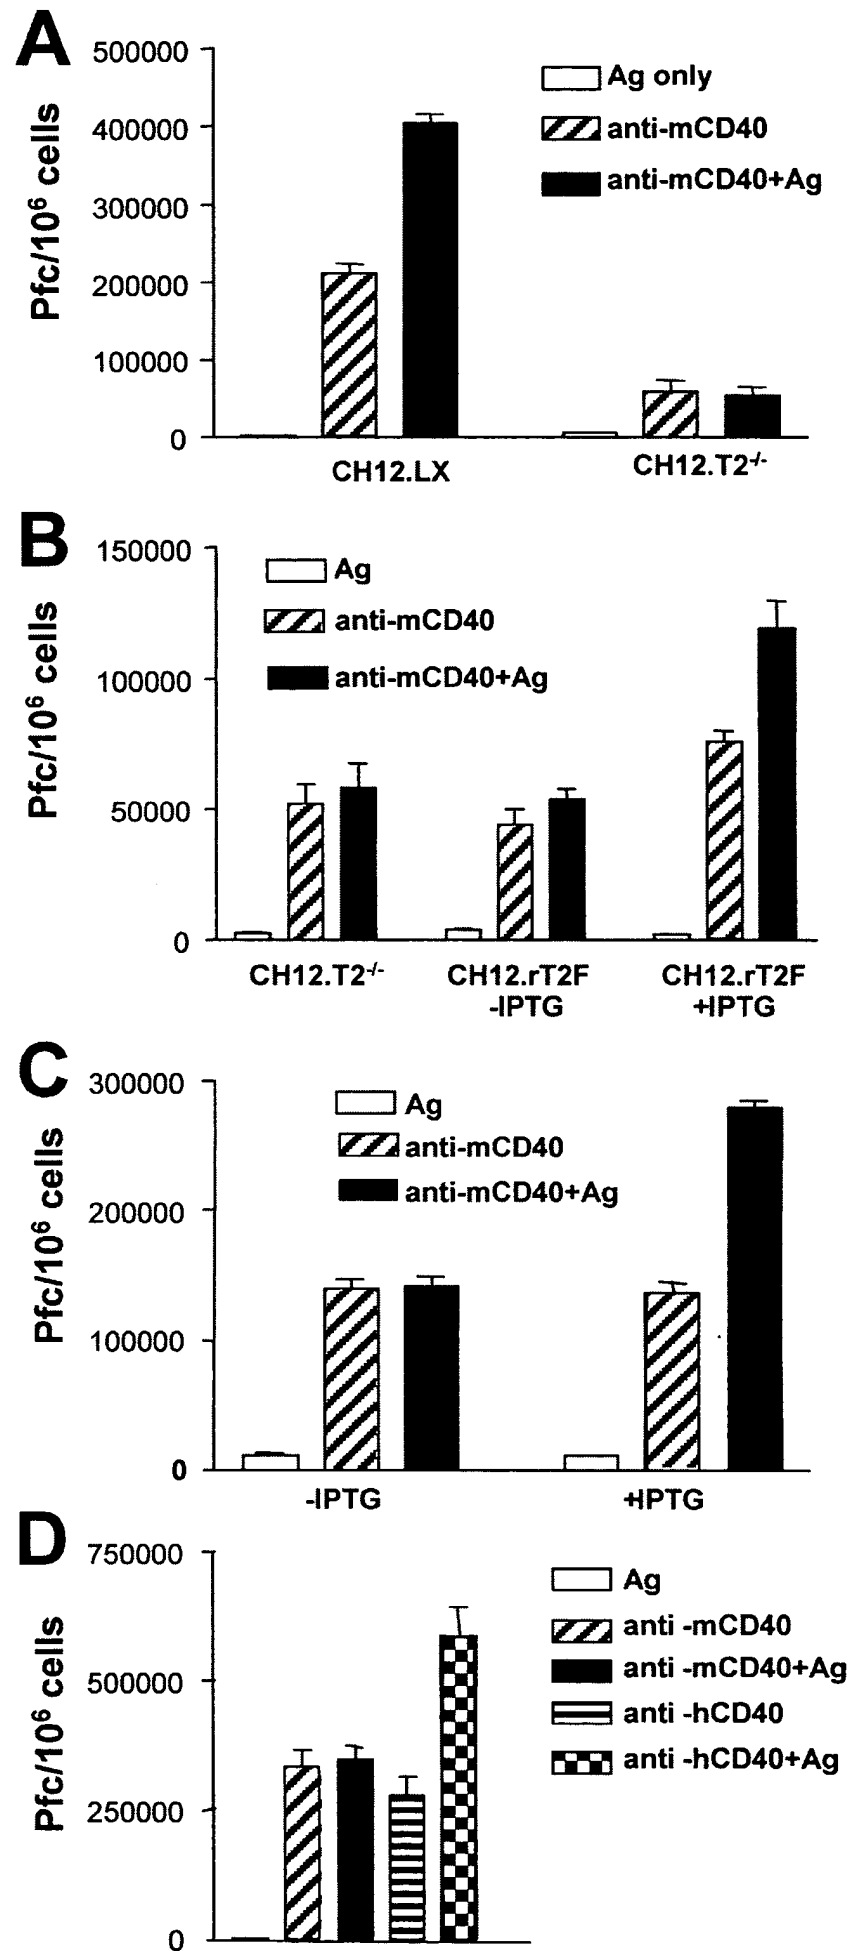 A
500000
400000
300000
200000
100000
0
Pfc/10⁶ cells
Ag only
anti-mCD40
anti-mCD40+Ag
CH12.LX
CH12.T2⁻/⁻
B
150000
100000
50000
0
Pfc/10⁶ cells
Ag
anti-mCD40
anti-mCD40+Ag
CH12.T2⁻/⁻
CH12.rT2F
-IPTG
CH12.rT2F
+IPTG
C
300000
200000
100000
0
Pfc/10⁶ cells
Ag
anti-mCD40
anti-mCD40+Ag
-IPTG
+IPTG
D
750000
500000
250000
0
Pfc/10⁶ cells
Ag
anti -mCD40
anti -mCD40+Ag
anti -hCD40
anti -hCD40+Ag